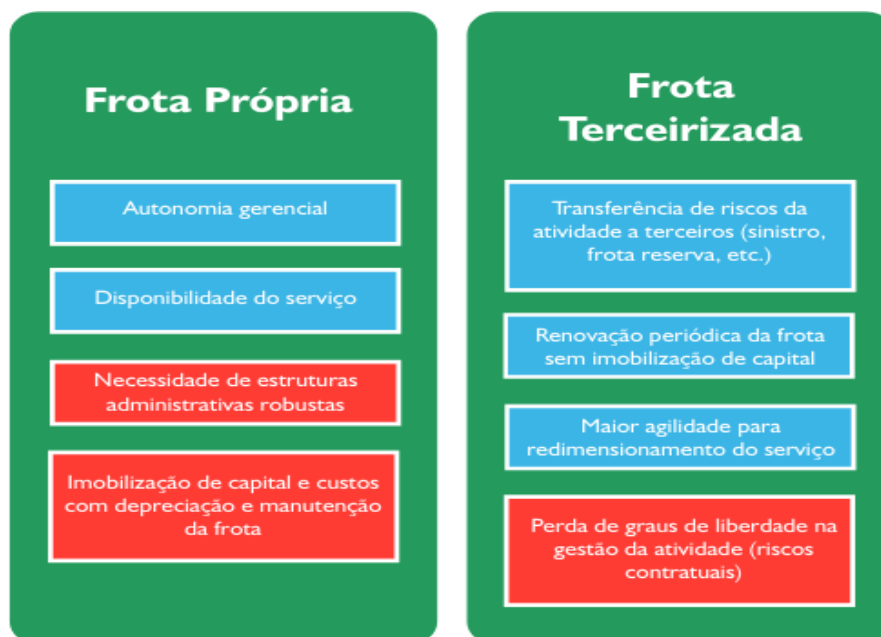 Frota Própria
Autonomia gerencial
Disponibilidade do serviço
Necessidade de estruturas
administrativas robustas
Imobilização de capital e custos
com depreciação e manutenção
da frota
Frota
Terceirizada
Transferência de riscos da
atividade a terceiros (sinistro,
frota reserva, etc.)
Renovação periódica da frota
sem imobilização de capital
Maior agilidade para
redimensionamento do serviço
Perda de graus de liberdade na
gestão da atividade (riscos
contratuais)